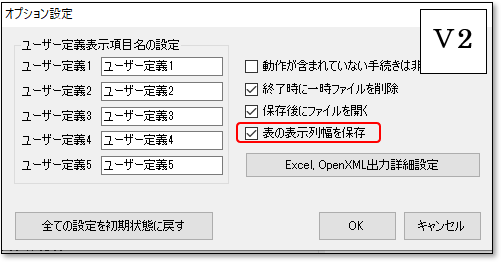 オプション設定
V2
ユーザー定義表示項目名の設定
ユーザー定義1 ユーザー定義1
ユーザー定義2 ユーザー定義2
ユーザー定義3 ユーザー定義3
ユーザー定義4 ユーザー定義4
ユーザー定義5 ユーザー定義5
動作が含まれていない手続きは非
終了時に一時ファイルを削除
保存後にファイルを開く
表の表示列幅を保存
Excel, OpenXML出力詳細設定
全ての設定を初期状態に戻す
OK
キャンセル